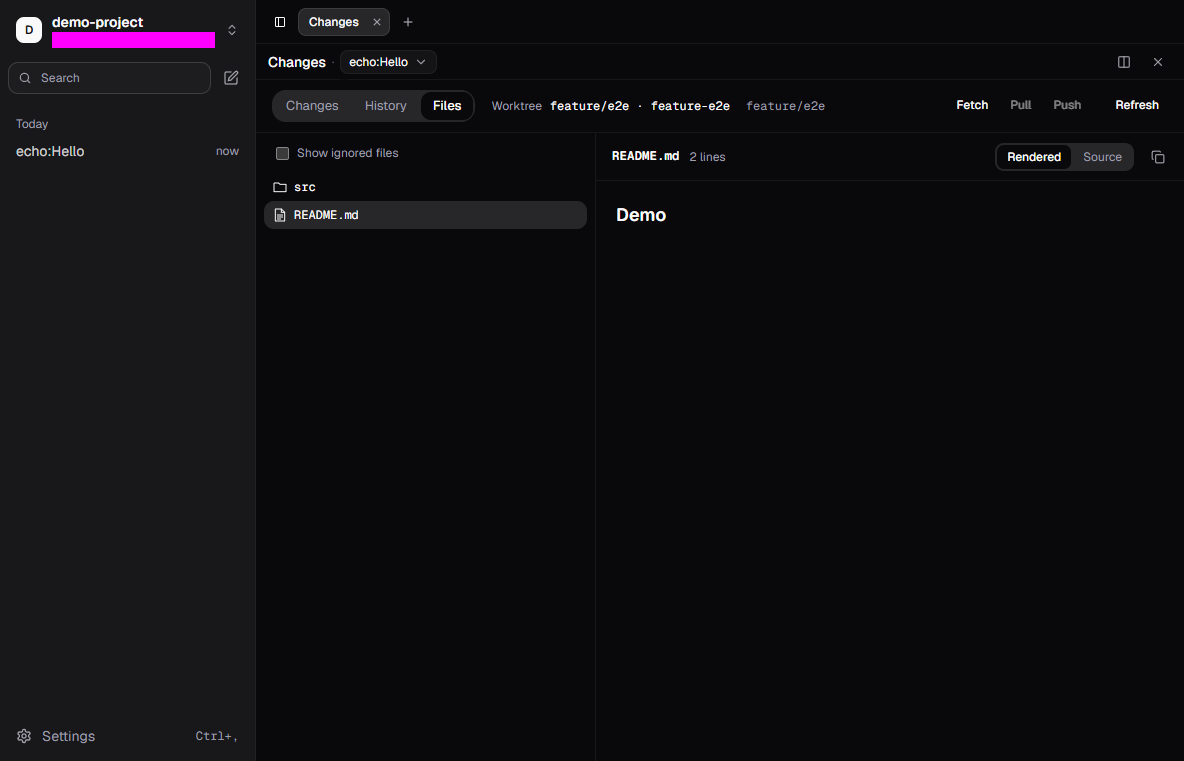 D
demo-project
Search
Today
echo:Hello now
Settings Ctrl+,
Changes
Changes · echo:Hello
Changes History Files Worktree feature/e2e · feature-e2e feature/e2e Fetch Pull Push Refresh
Show ignored files
src
README.md
README.md 2 lines Rendered Source
Demo